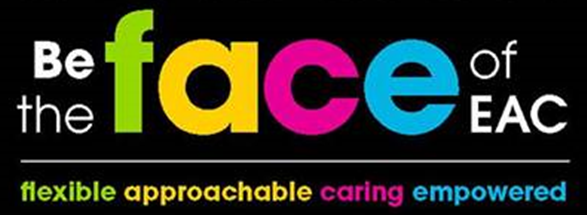 Be the face of EAC
flexible approachable caring empowered